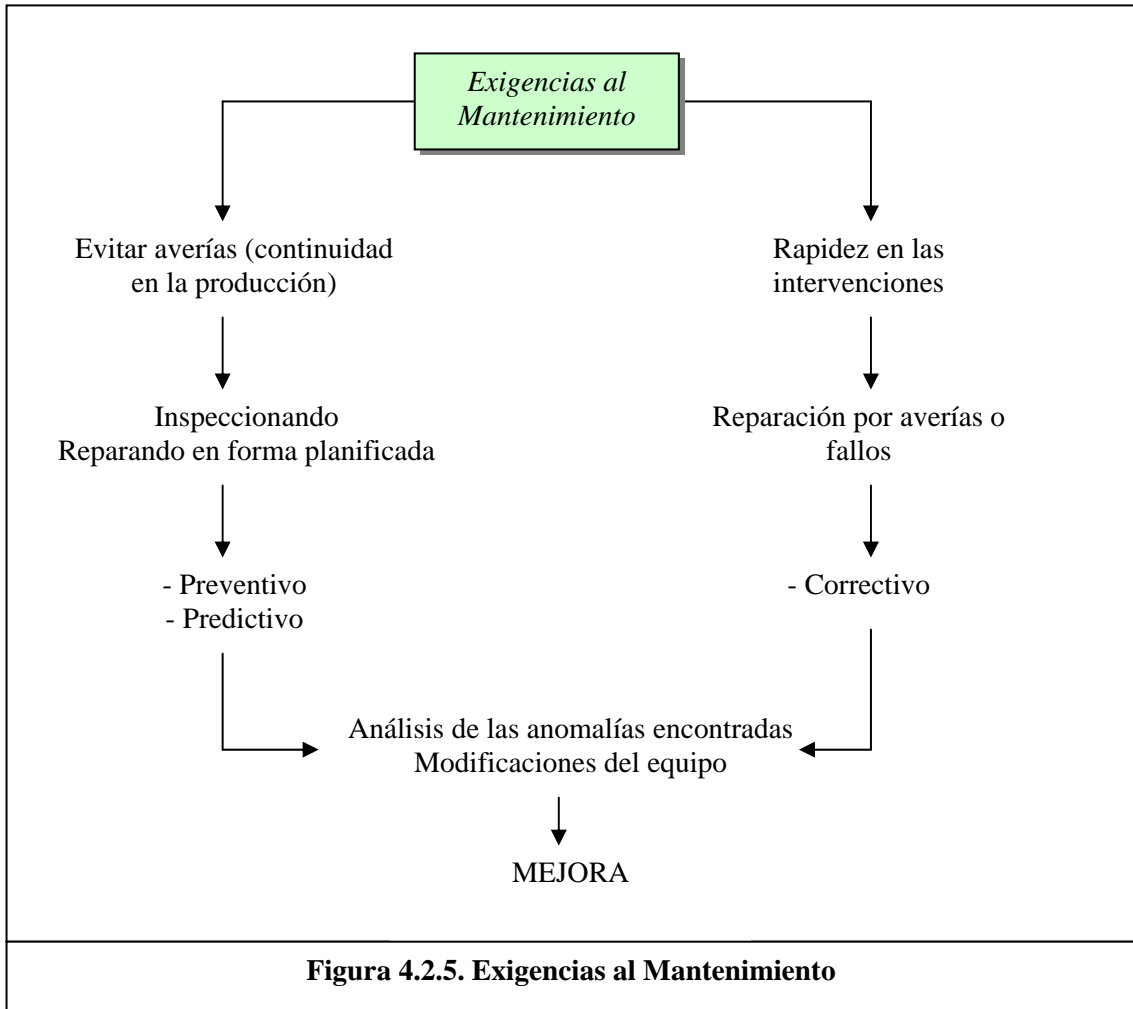 Exigencias al
Mantenimiento
Evitar averías (continuidad
en la producción)
Rapidez en las
intervenciones
Inspeccionando
Reparando en forma planificada
Reparación por averías o
fallos
- Preventivo
- Predictivo
- Correctivo
Análisis de las anomalías encontradas
Modificaciones del equipo
MEJORA
Figura 4.2.5. Exigencias al Mantenimiento